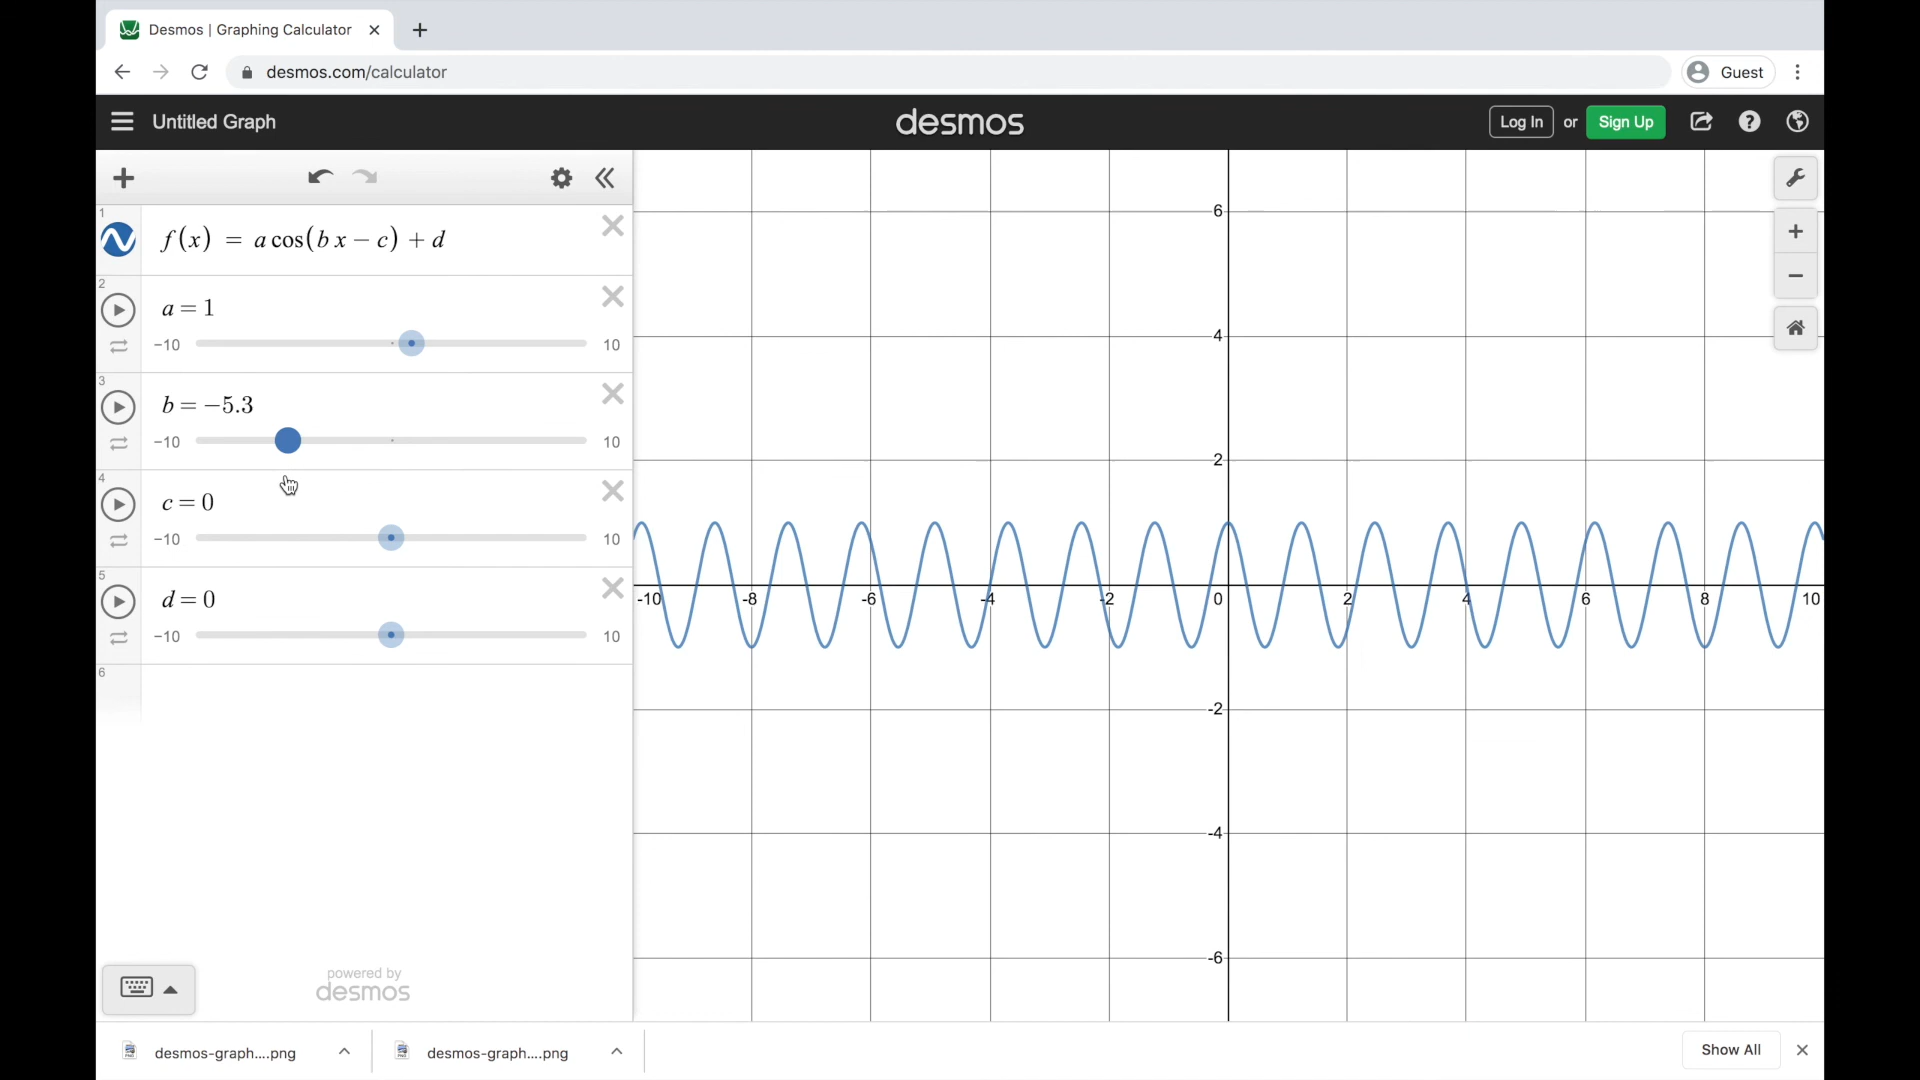 Desmos | Graphing Calculator
desmos.com/calculator
Guest
Untitled Graph
desmos
Log In or Sign Up
1
f(x) = a cos(b x − c) + d
2
a = 1
−10 10
3
b = −5.3
−10 10
4
c = 0
−10 10
5
d = 0
−10 10
6
powered by
desmos
6
4
2
-10 -8 -6 -4 -2 0 2 4 6 8 10
-2
-4
-6
desmos-graph....png
desmos-graph....png
Show All